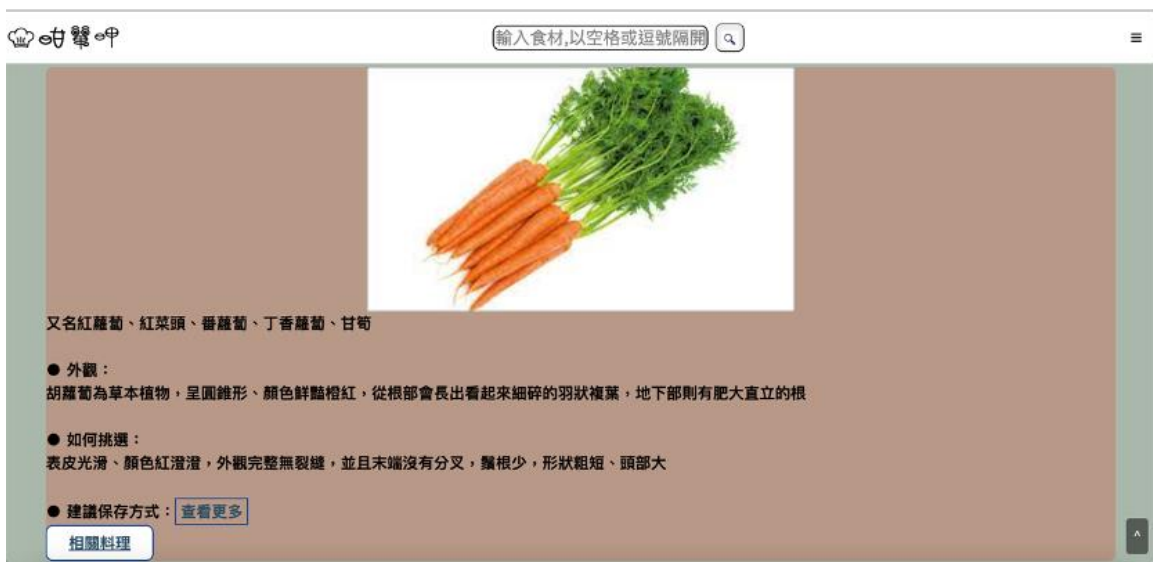 輸入食材,以空格或逗號隔開
又名紅蘿蔔、紅菜頭、番蘿蔔、丁香蘿蔔、甘筍
● 外觀：
胡蘿蔔為草本植物，呈圓錐形、顏色鮮豔橙紅，從根部會長出看起來細碎的羽狀複葉，地下部則有肥大直立的根
● 如何挑選：
表皮光滑、顏色紅澄澄，外觀完整無裂縫，並且末端沒有分叉，鬚根少，形狀粗短、頭部大
● 建議保存方式：查看更多
相關料理